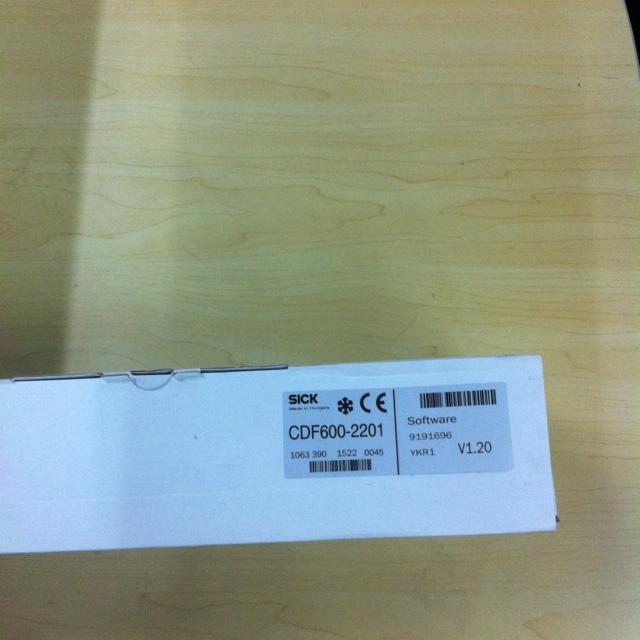 SICK
Made in Hungary
CE
CDF600-2201
1063 390 1522 0045
Software
9191696
YKR1 V1.20